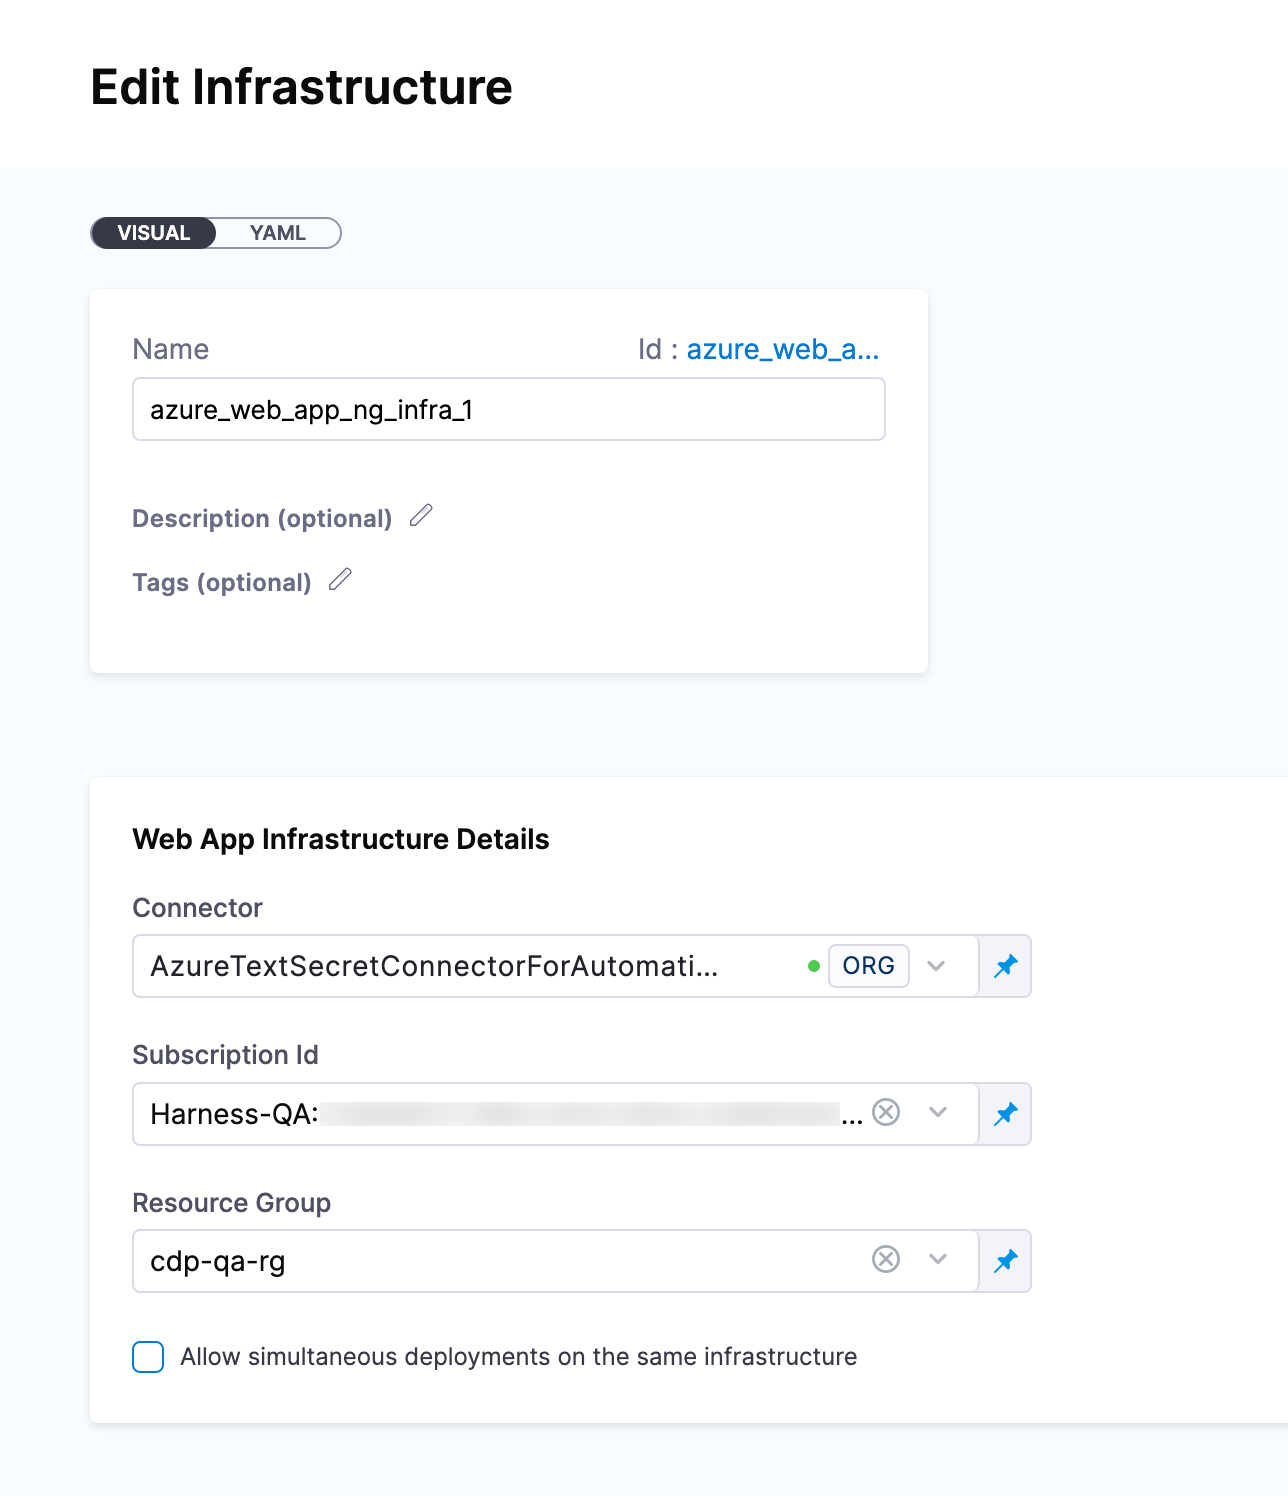 Edit Infrastructure
VISUAL YAML
Name Id : azure_web_a...
azure_web_app_ng_infra_1
Description (optional)
Tags (optional)
Web App Infrastructure Details
Connector
AzureTextSecretConnectorForAutomati... ORG
Subscription Id
Harness-QA: ...
Resource Group
cdp-qa-rg
Allow simultaneous deployments on the same infrastructure